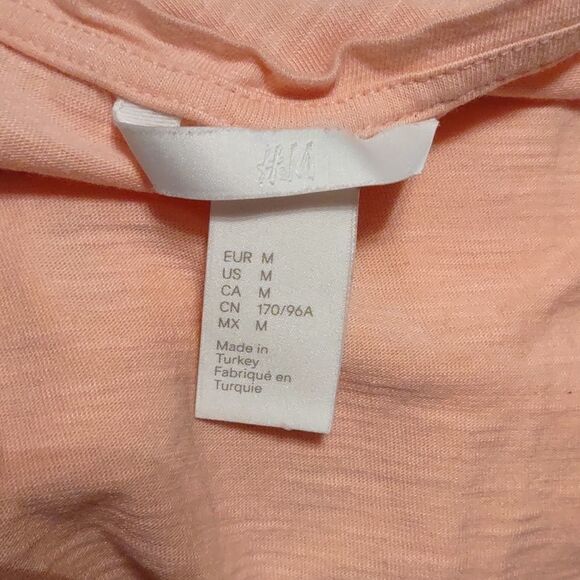 H&M
EUR M
US M
CA M
CN 170/96A
MX M
Made in
Turkey
Fabriqué en
Turquie